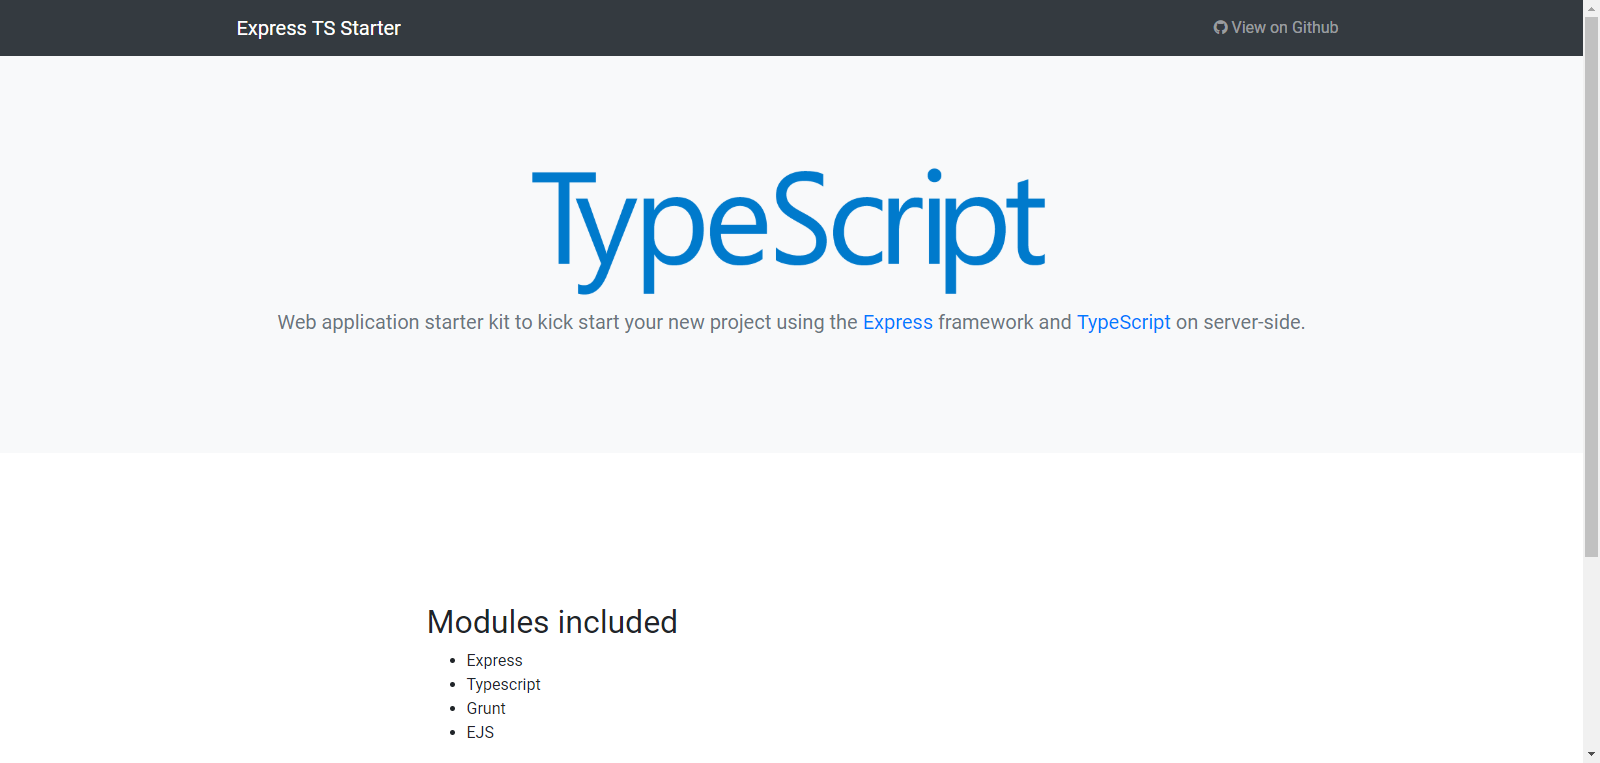 Express TS Starter
View on Github
TypeScript
Web application starter kit to kick start your new project using the Express framework and TypeScript on server-side.
Modules included
Express
Typescript
Grunt
EJS